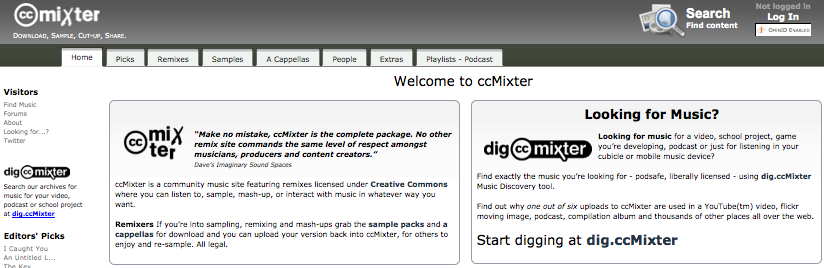 cc mixter
DOWNLOAD, SAMPLE, CUT-UP, SHARE.
Search
Find content
Not logged in
Log In
OPENID ENABLED
Home
Picks
Remixes
Samples
A Cappellas
People
Extras
Playlists - Podcast
Welcome to ccMixter
Visitors
Find Music
Forums
About
Looking for...?
Twitter
dig cc mixter
Search our archives for
music for your video,
podcast or school project
at dig.ccMixter
Editors' Picks
I Caught You
An Untitled L...
The Key
cc mix
ter
"Make no mistake, ccMixter is the complete package. No other
remix site commands the same level of respect amongst
musicians, producers and content creators."
Dave's Imaginary Sound Spaces
ccMixter is a community music site featuring remixes licensed under Creative Commons
where you can listen to, sample, mash-up, or interact with music in whatever way you
want.
Remixers If you're into sampling, remixing and mash-ups grab the sample packs and a
cappellas for download and you can upload your version back into ccMixter, for others to
enjoy and re-sample. All legal.
Looking for Music?
dig cc mixter
Looking for music for a video, school project, game
you're developing, podcast or just for listening in your
cubicle or mobile music device?
Find exactly the music you're looking for - podsafe, liberally licensed - using dig.ccMixter
Music Discovery tool.
Find out why one out of six uploads to ccMixter are used in a YouTube(tm) video, flickr
moving image, podcast, compilation album and thousands of other places all over the web.
Start digging at dig.ccMixter